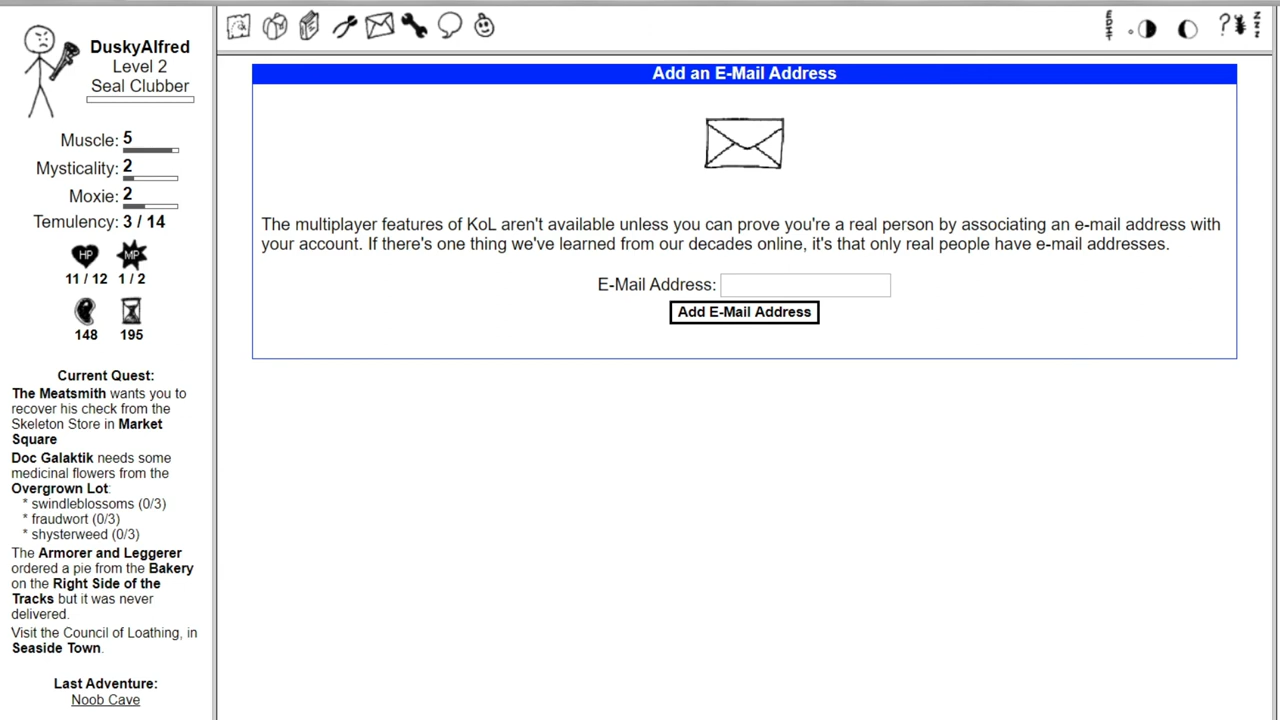 DuskyAlfred
Level 2
Seal Clubber
Muscle: 5
Mysticality: 2
Moxie: 2
Temulency: 3 / 14
HP MP
11 / 12 1 / 2
148 195
Current Quest:
The Meatsmith wants you to
recover his check from the
Skeleton Store in Market
Square
Doc Galaktik needs some
medicinal flowers from the
Overgrown Lot:
* swindleblossoms (0/3)
* fraudwort (0/3)
* shysterweed (0/3)
The Armorer and Leggerer
ordered a pie from the Bakery
on the Right Side of the
Tracks but it was never
delivered.
Visit the Council of Loathing, in
Seaside Town.
Last Adventure:
Noob Cave
EDIT ? ZZZ
Add an E-Mail Address
The multiplayer features of KoL aren't available unless you can prove you're a real person by associating an e-mail address with
your account. If there's one thing we've learned from our decades online, it's that only real people have e-mail addresses.
E-Mail Address:
Add E-Mail Address